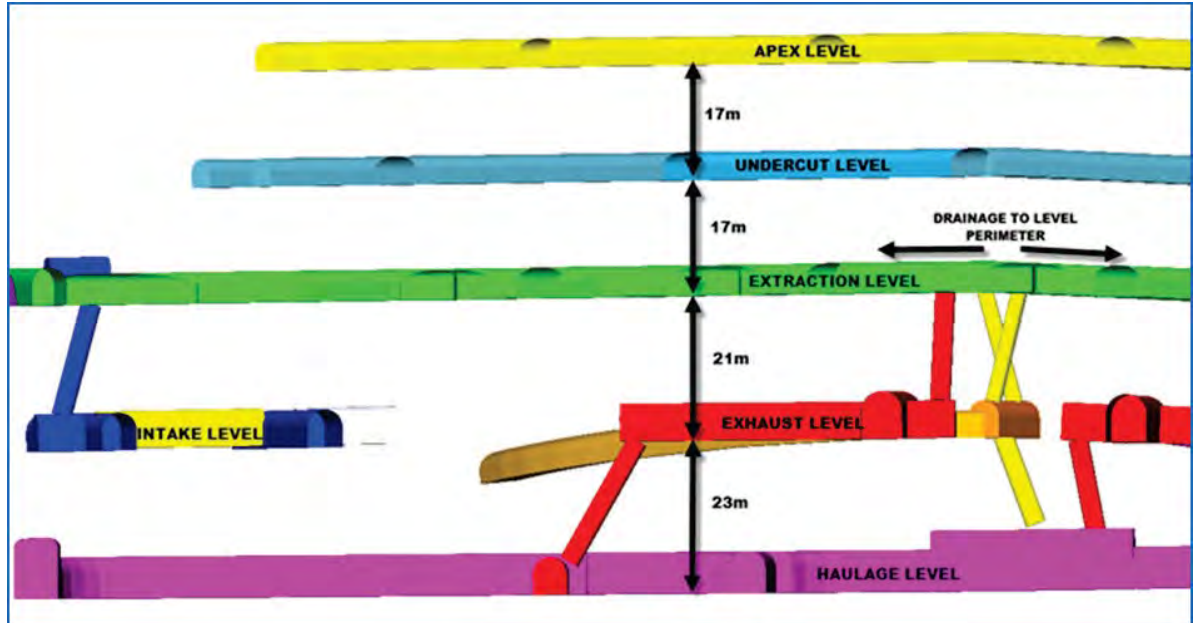 APEX LEVEL
17m
UNDERCUT LEVEL
17m
DRAINAGE TO LEVEL
PERIMETER
EXTRACTION LEVEL
21m
INTAKE LEVEL
EXHAUST LEVEL
23m
HAULAGE LEVEL